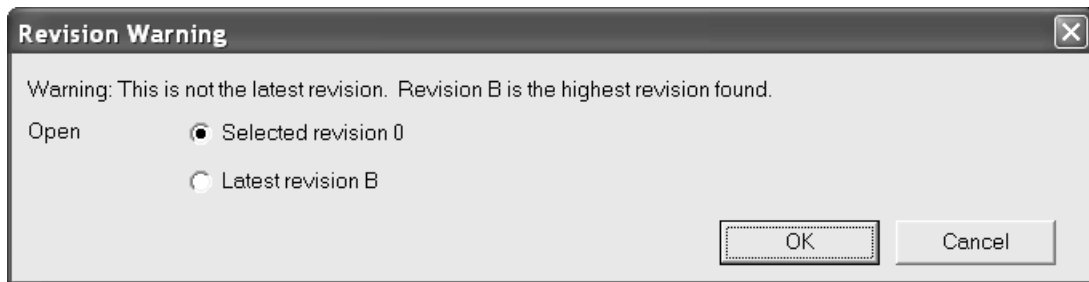 Revision Warning
Warning: This is not the latest revision. Revision B is the highest revision found.
Open Selected revision 0
Latest revision B
OK Cancel